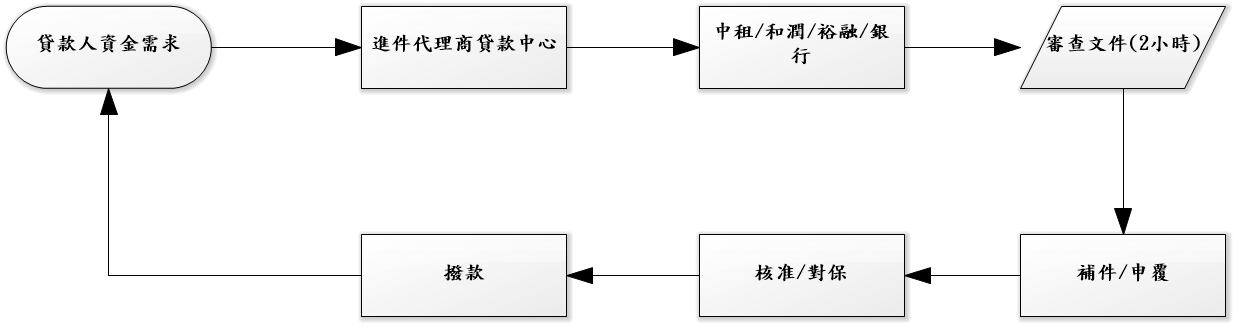 貸款人資金需求
進件代理商貸款中心
中租/和潤/裕融/銀
行
審查文件(2小時)
補件/申覆
核准/對保
撥款